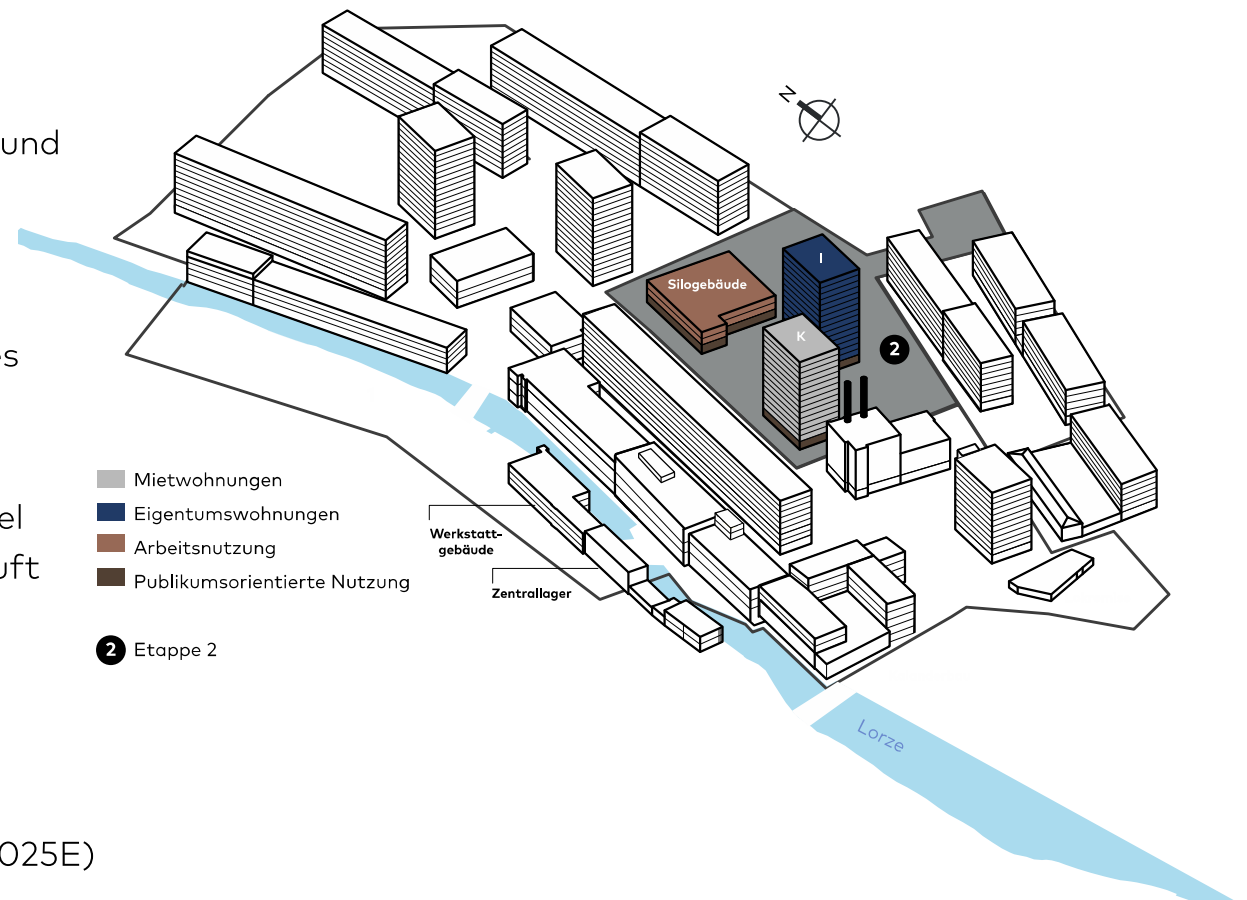 und
es
el
uft
025E)
N
I
Silogebäude
K
2
Mietwohnungen
Eigentumswohnungen
Arbeitsnutzung
Publikumsorientierte Nutzung
2 Etappe 2
Werkstatt-
gebäude
Zentrallager
Lorze